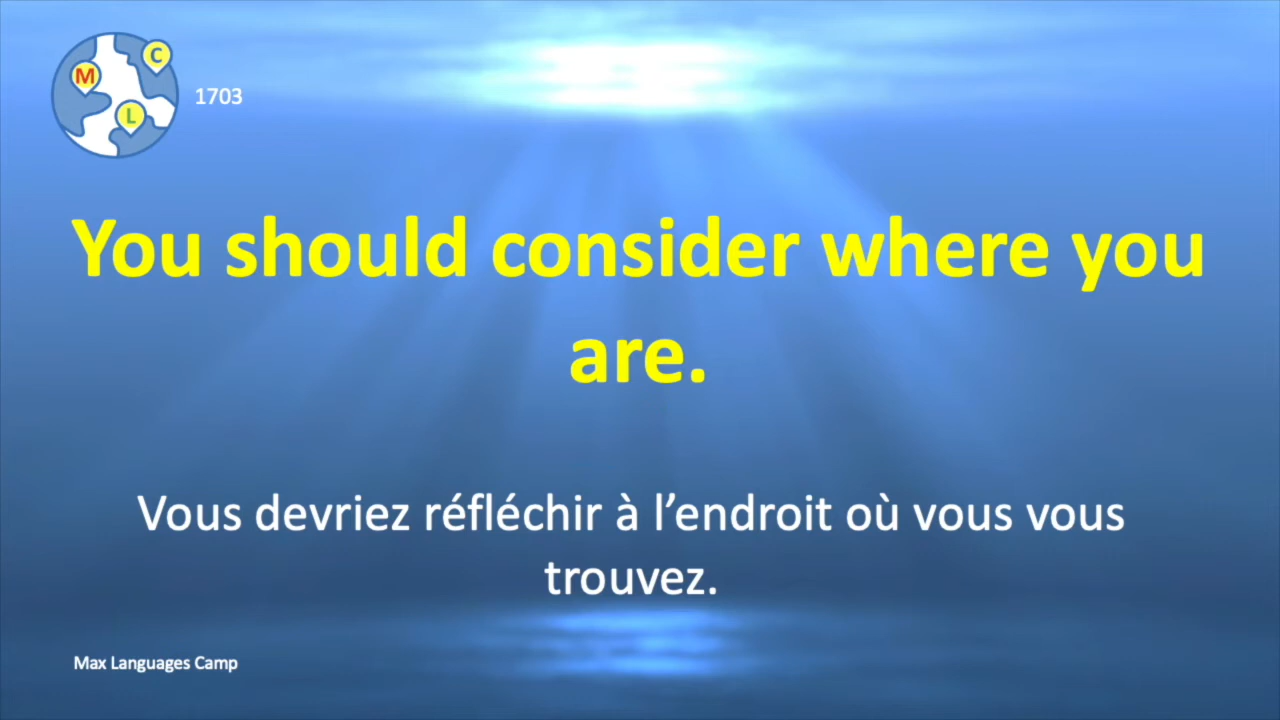 C
M
L
1703
You should consider where you
are.
Vous devriez réfléchir à l’endroit où vous vous
trouvez.
Max Languages Camp